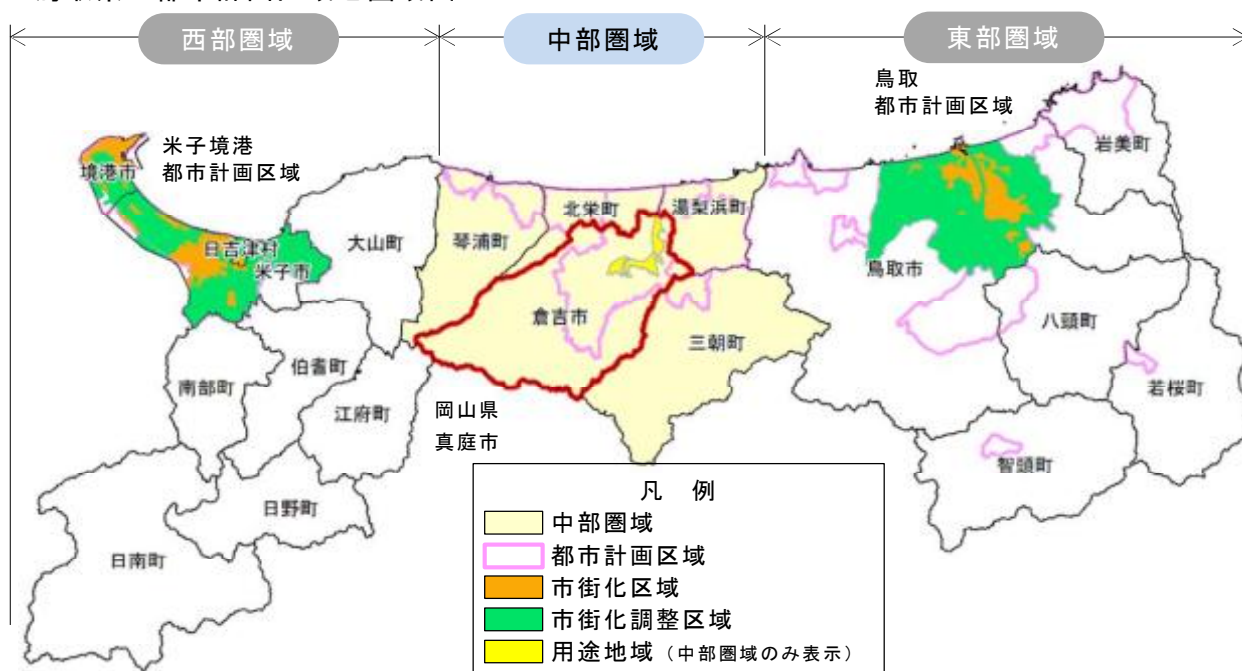 西部圏域
中部圏域
東部圏域
鳥取
都市計画区域
米子境港
都市計画区域
境港市
岩美町
北栄町
湯梨浜町
大山町
琴浦町
日吉津村
米子市
鳥取市
倉吉市
三朝町
八頭町
伯耆町
南部町
若桜町
江府町
岡山県
真庭市
智頭町
日野町
日南町
凡 例
中部圏域
都市計画区域
市街化区域
市街化調整区域
用途地域（中部圏域のみ表示）